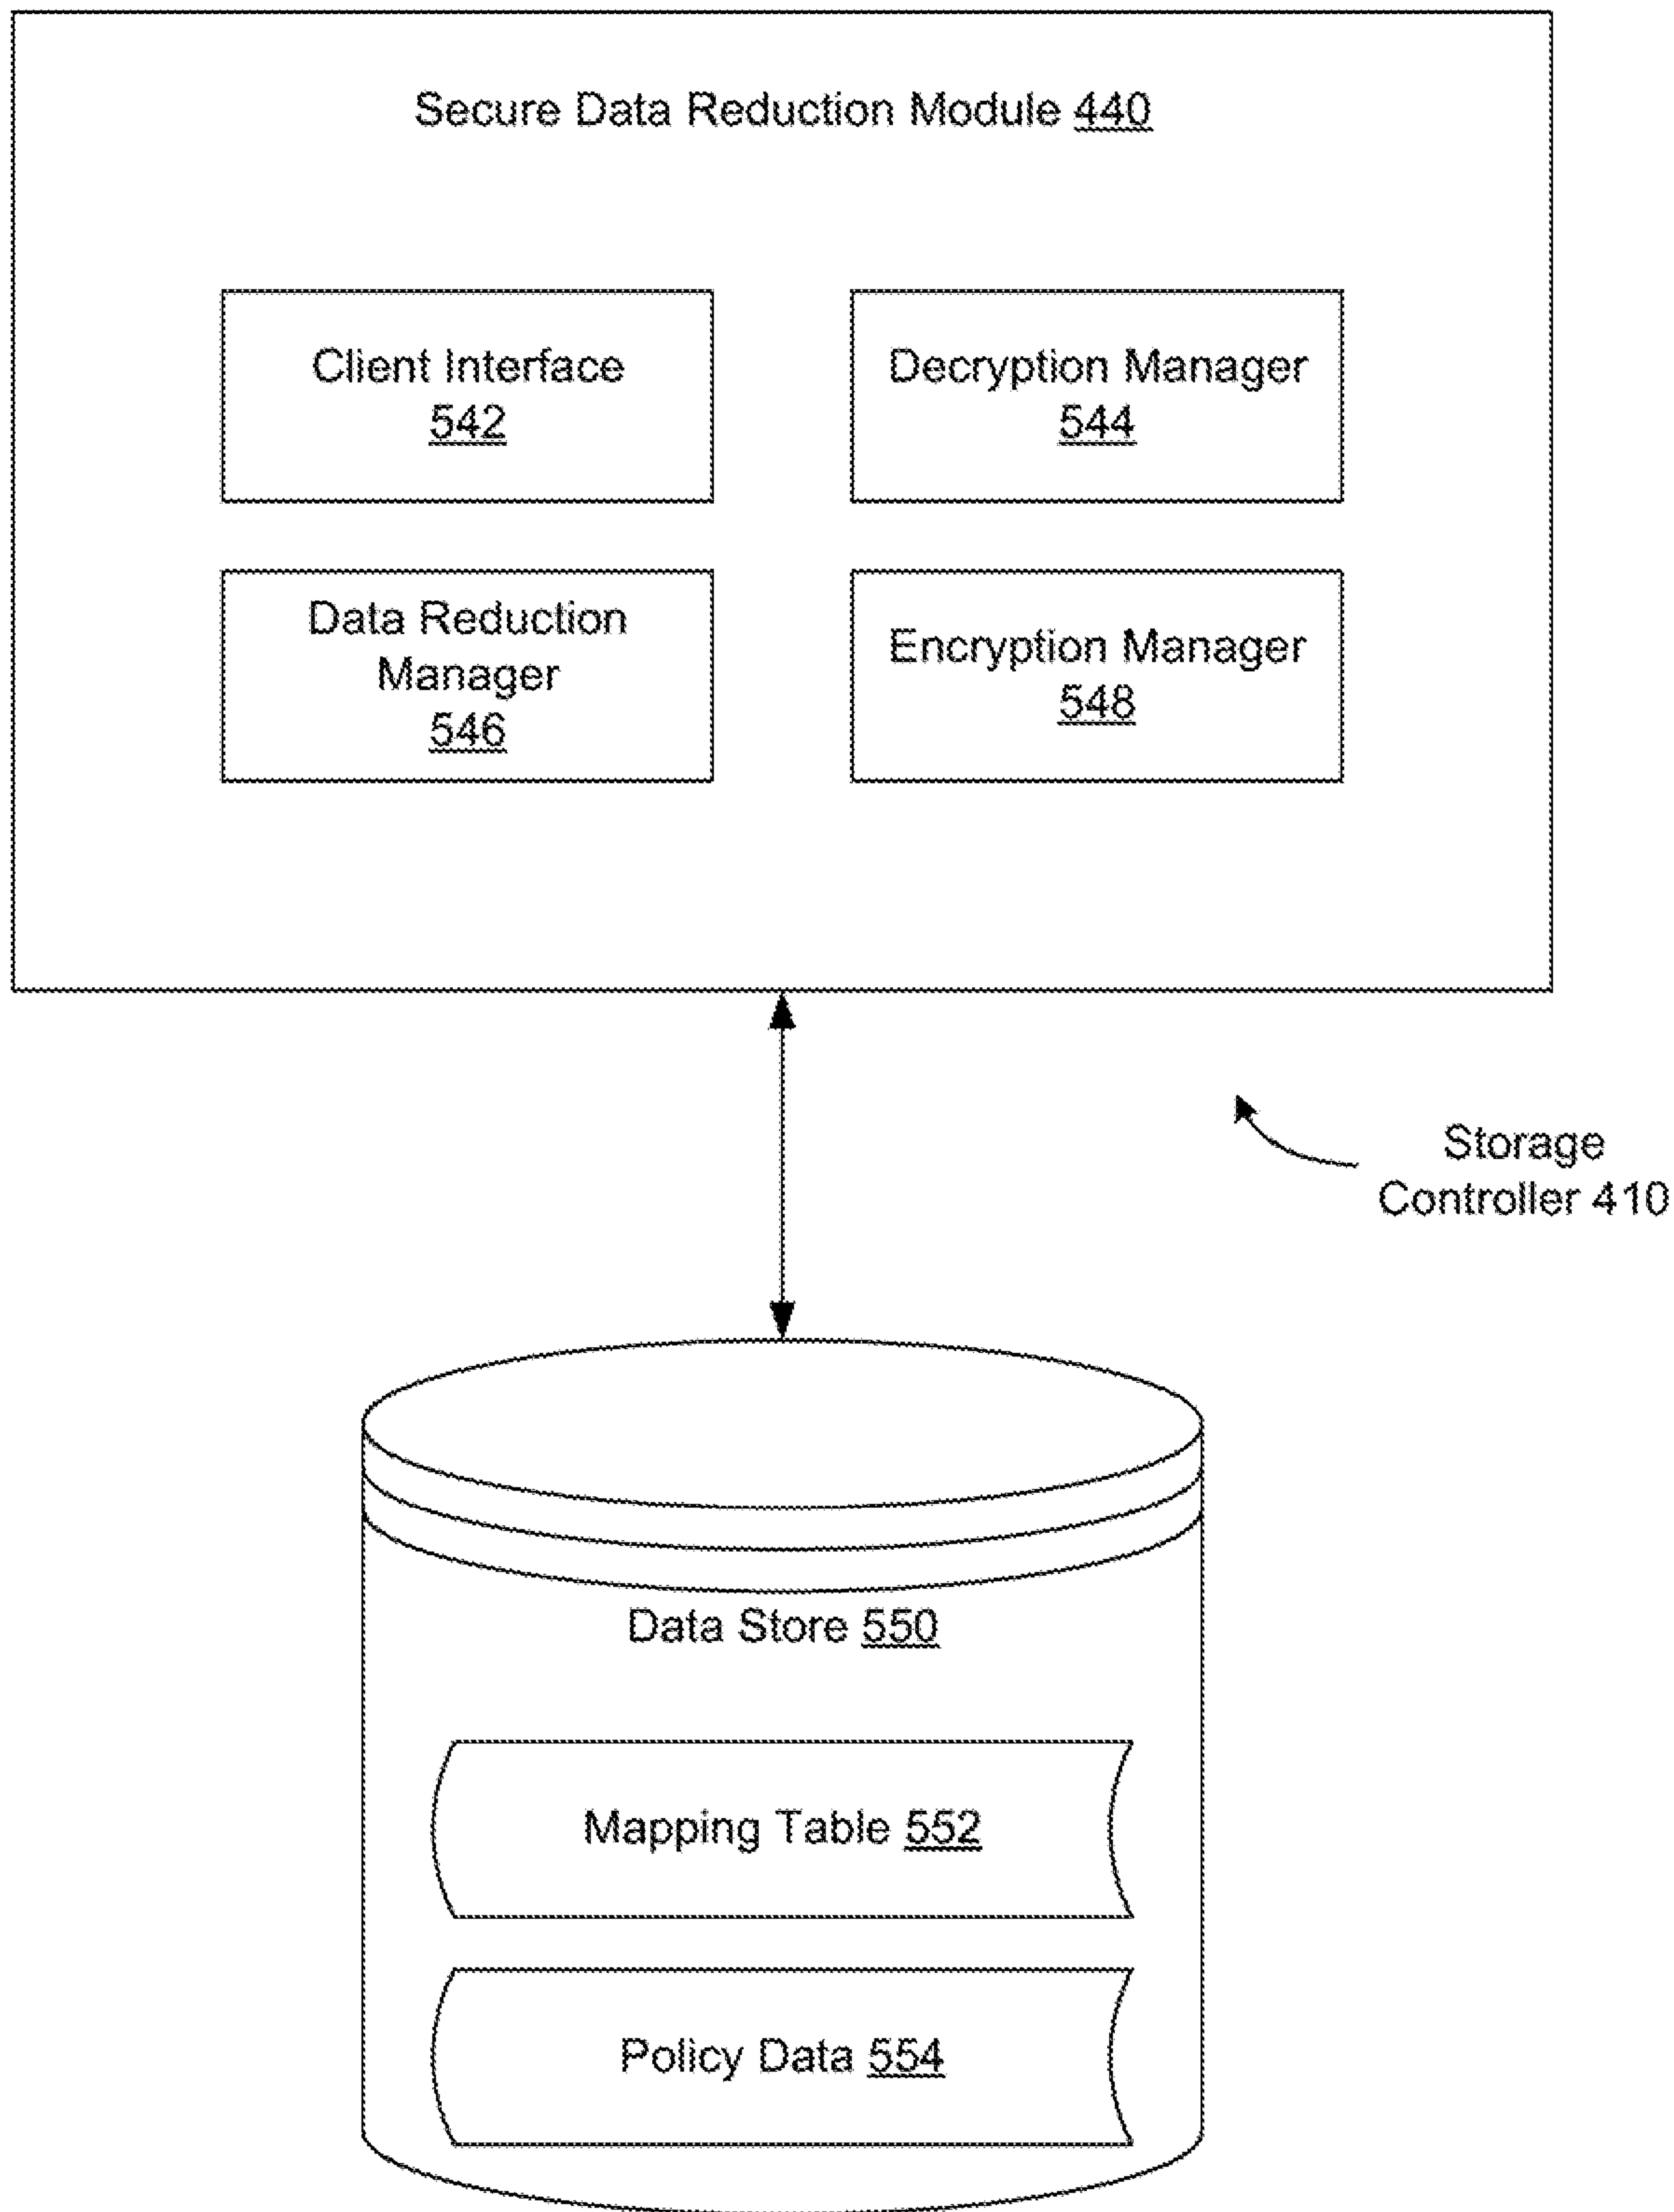 Secure Data Reduction Module 440
Client Interface
542
Decryption Manager
544
Data Reduction
Manager
546
Encryption Manager
548
Storage
Controller 410
Data Store 550
Mapping Table 552
Policy Data 554